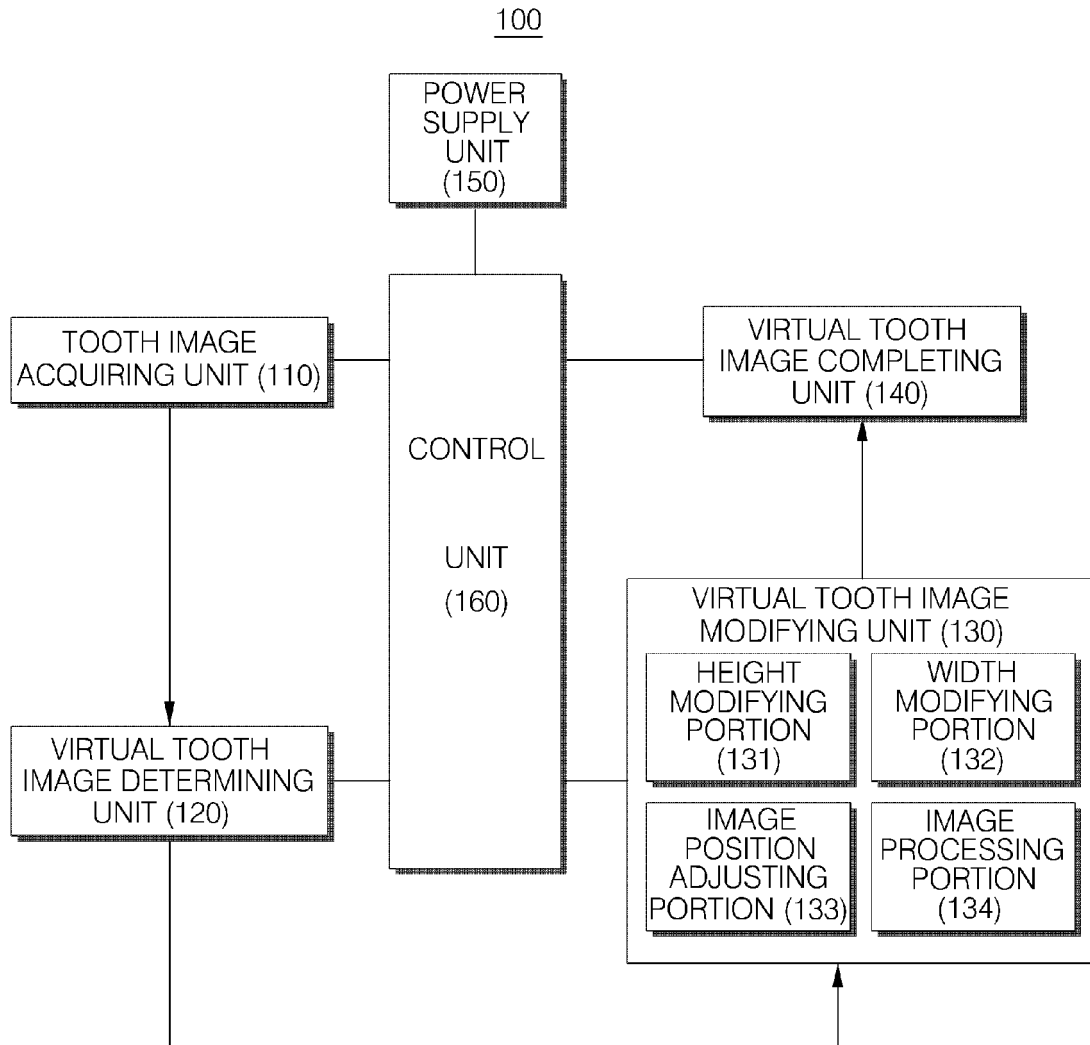 100
POWER
SUPPLY
UNIT
(150)
TOOTH IMAGE
ACQUIRING UNIT (110)
CONTROL
UNIT
(160)
VIRTUAL TOOTH
IMAGE COMPLETING
UNIT (140)
VIRTUAL TOOTH
IMAGE DETERMINING
UNIT (120)
VIRTUAL TOOTH IMAGE
MODIFYING UNIT (130)
HEIGHT
MODIFYING
PORTION
(131)
WIDTH
MODIFYING
PORTION
(132)
IMAGE
POSITION
ADJUSTING
PORTION (133)
IMAGE
PROCESSING
PORTION
(134)